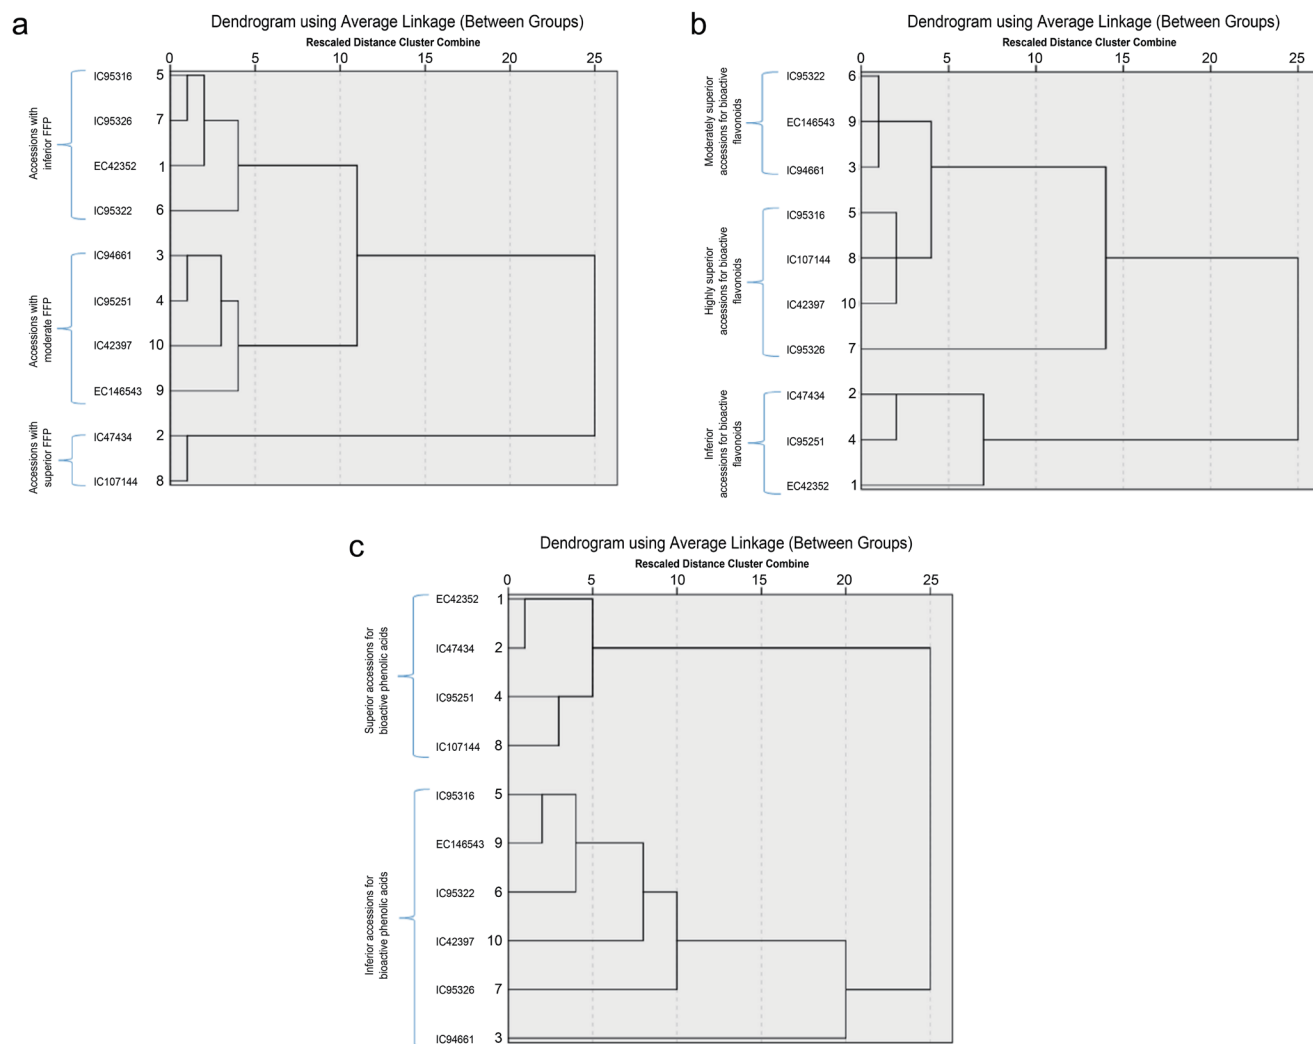 a
Dendrogram using Average Linkage (Between Groups)
Rescaled Distance Cluster Combine
0 5 10 15 20 25
Accessions with
inferior FFP
IC95316 5
IC95326 7
EC42352 1
IC95322 6
Accessions with
moderate FFP
IC94661 3
IC95251 4
IC42397 10
EC146543 9
Accessions with
superior FFP
IC47434 2
IC107144 8
b
Dendrogram using Average Linkage (Between Groups)
Rescaled Distance Cluster Combine
0 5 10 15 20 25
Moderately superior
accessions for bioactive
flavonoids
IC95322 6
EC146543 9
IC94661 3
Highly superior
accessions for bioactive
flavonoids
IC95316 5
IC107144 8
IC42397 10
IC95326 7
Inferior
accessions for bioactive
flavonoids
IC47434 2
IC95251 4
EC42352 1
c
Dendrogram using Average Linkage (Between Groups)
Rescaled Distance Cluster Combine
0 5 10 15 20 25
Superior accessions for
bioactive phenolic acids
EC42352 1
IC47434 2
IC95251 4
IC107144 8
Inferior accessions for
bioactive phenolic acids
IC95316 5
EC146543 9
IC95322 6
IC42397 10
IC95326 7
IC94661 3